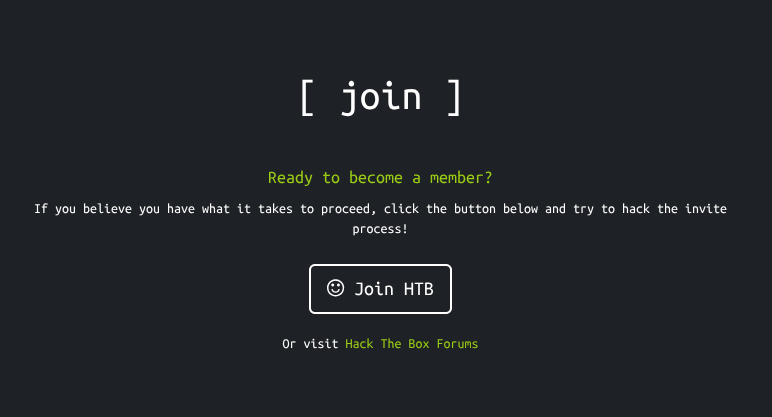 [ join ]
Ready to become a member?
If you believe you have what it takes to proceed, click the button below and try to hack the invite
process!
Join HTB
Or visit Hack The Box Forums